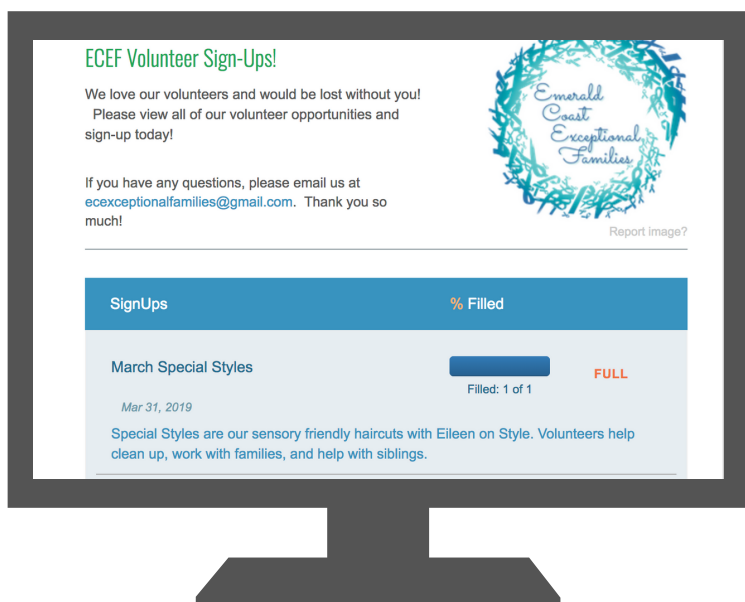 ECEF Volunteer Sign-Ups!
We love our volunteers and would be lost without you!
Please view all of our volunteer opportunities and
sign-up today!
If you have any questions, please email us at
ecexceptionalfamilies@gmail.com. Thank you so
much!
Emerald
Coast
Exceptional
Families
Report image?
SignUps % Filled
March Special Styles
FULL
Filled: 1 of 1
Mar 31, 2019
Special Styles are our sensory friendly haircuts with Eileen on Style. Volunteers help
clean up, work with families, and help with siblings.